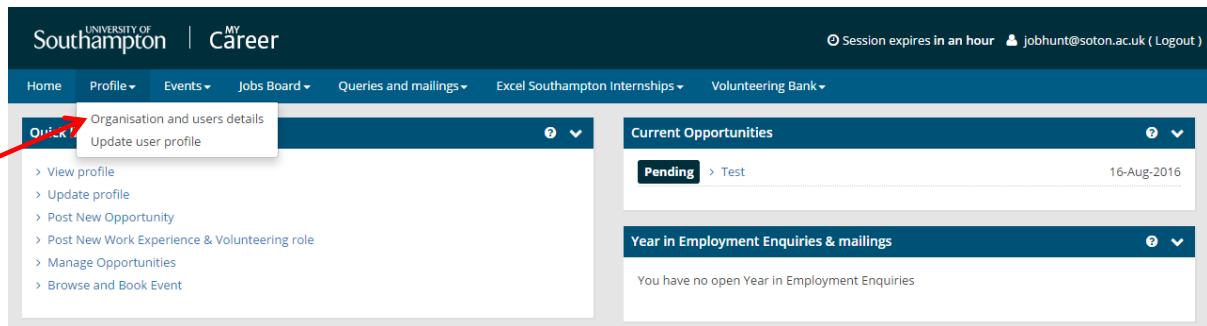 UNIVERSITY OF
Southampton | MY Career
Session expires in an hour jobhunt@soton.ac.uk ( Logout )
Home Profile Events Jobs Board Queries and mailings Excel Southampton Internships Volunteering Bank
Organisation and users details
Update user profile
Quick
> View profile
> Update profile
> Post New Opportunity
> Post New Work Experience & Volunteering role
> Manage Opportunities
> Browse and Book Event
Current Opportunities
Pending > Test 16-Aug-2016
Year in Employment Enquiries & mailings
You have no open Year in Employment Enquiries